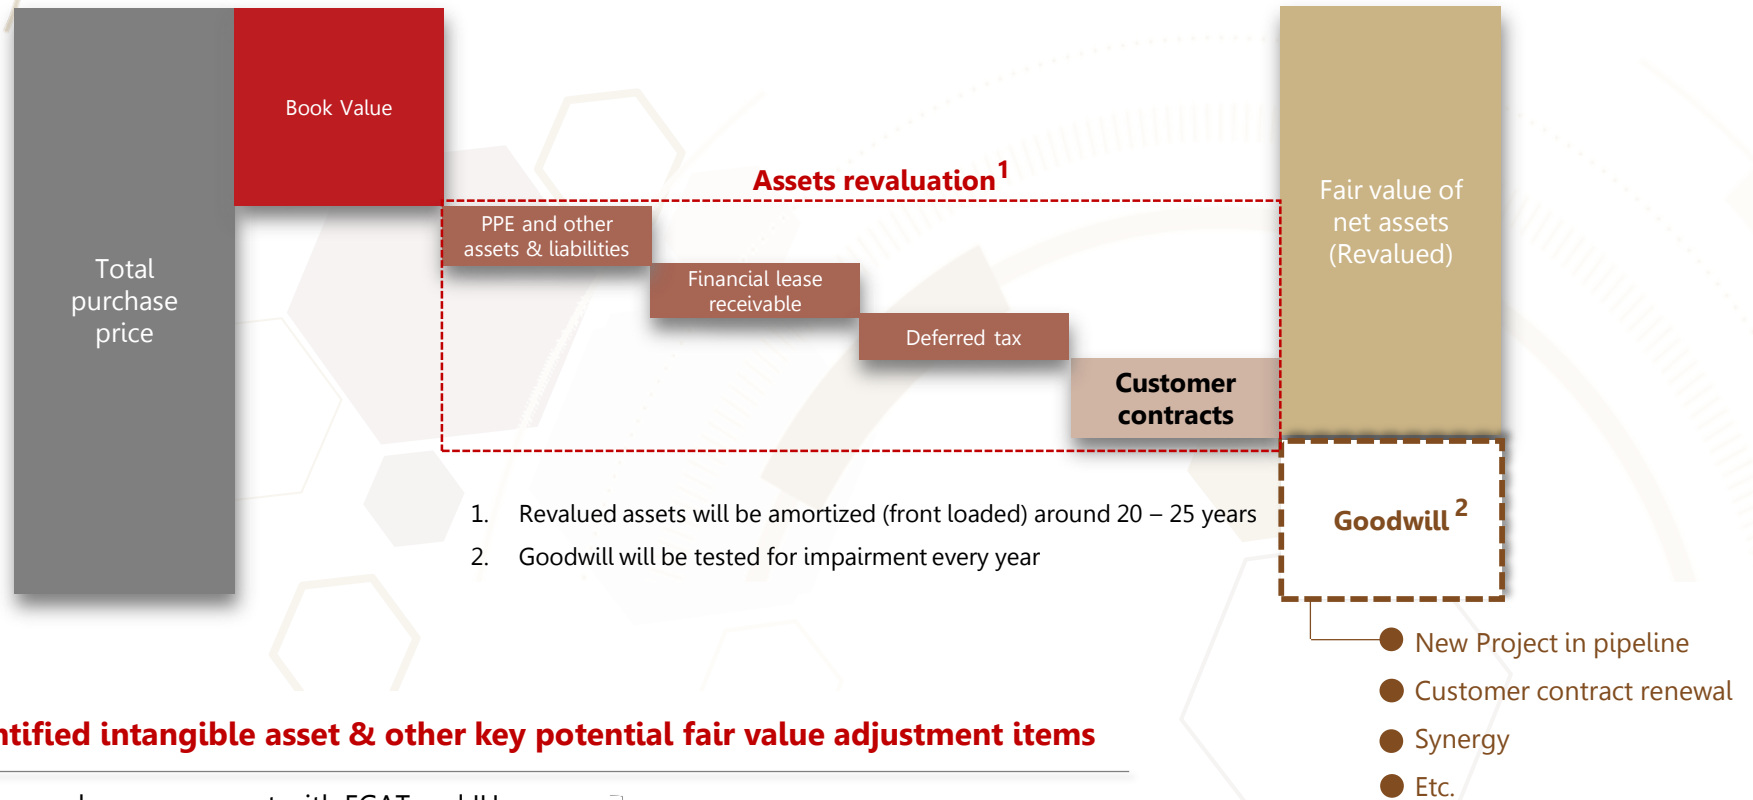 Book Value
Assets revaluation1
PPE and other
assets & liabilities
Fair value of
net assets
(Revalued)
Total
purchase
price
Financial lease
receivable
Deferred tax
Customer
contracts
1. Revalued assets will be amortized (front loaded) around 20 – 25 years
2. Goodwill will be tested for impairment every year
Goodwill 2
New Project in pipeline
Customer contract renewal
Synergy
Etc.
intangible asset & other key potential fair value adjustment items